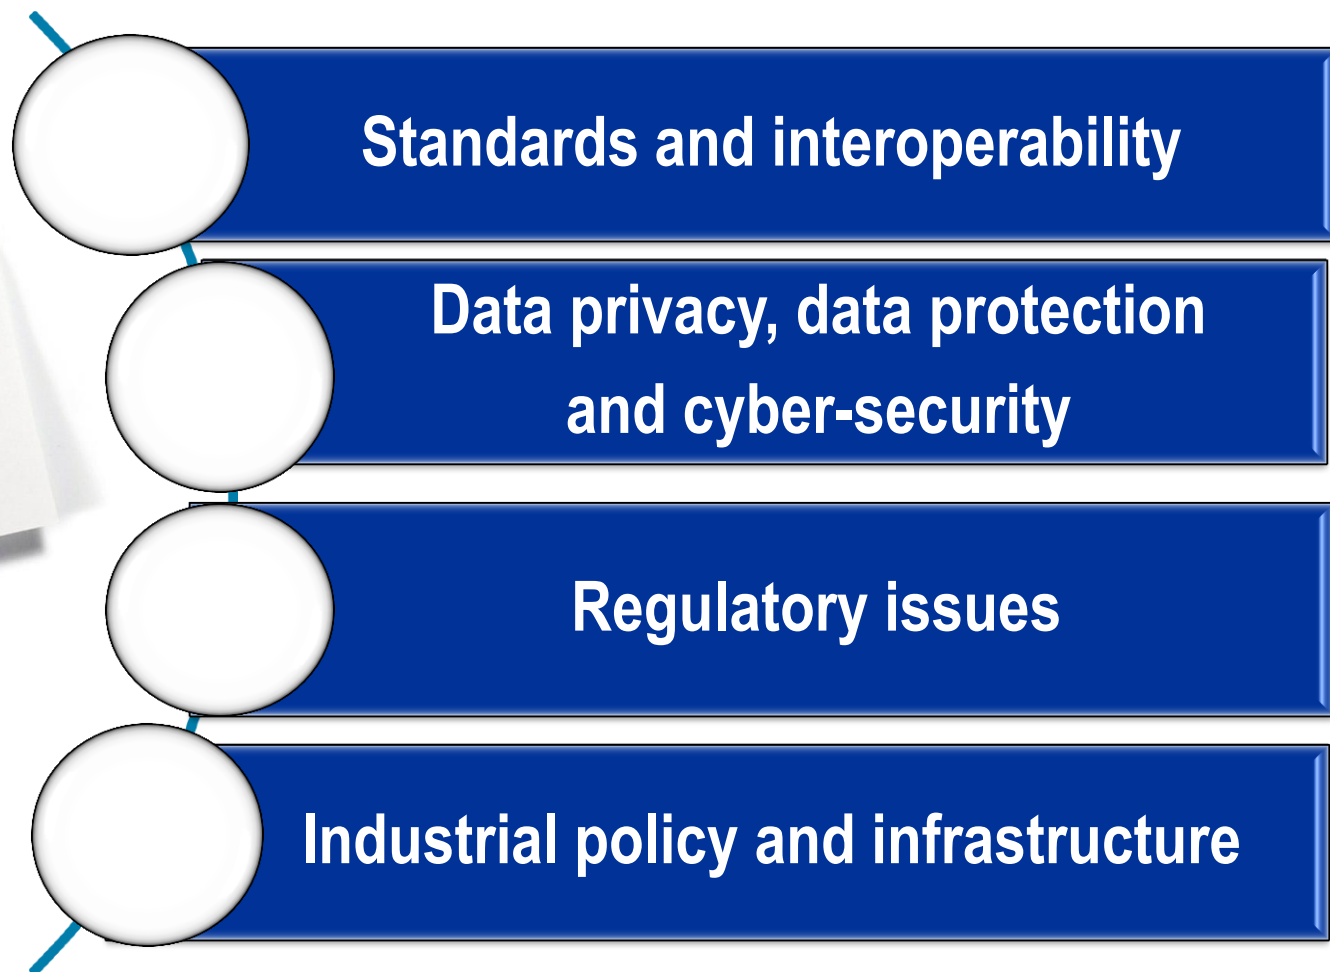 Standards and interoperability
Data privacy, data protection
and cyber-security
Regulatory issues
Industrial policy and infrastructure